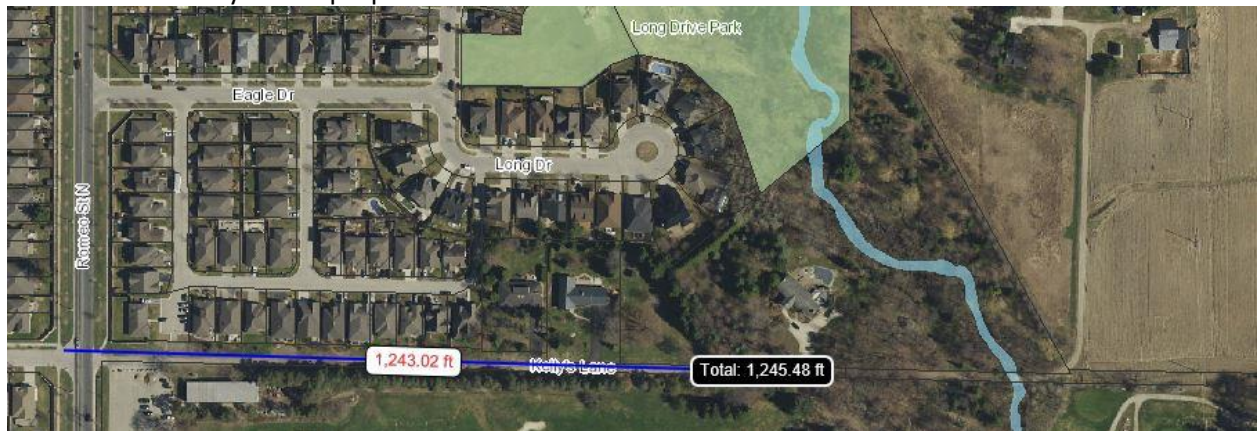 Long Drive Park
Eagle Dr
Long Dr
Romeo St N
1,243.02 ft
Kelly's Lane
Total: 1,245.48 ft